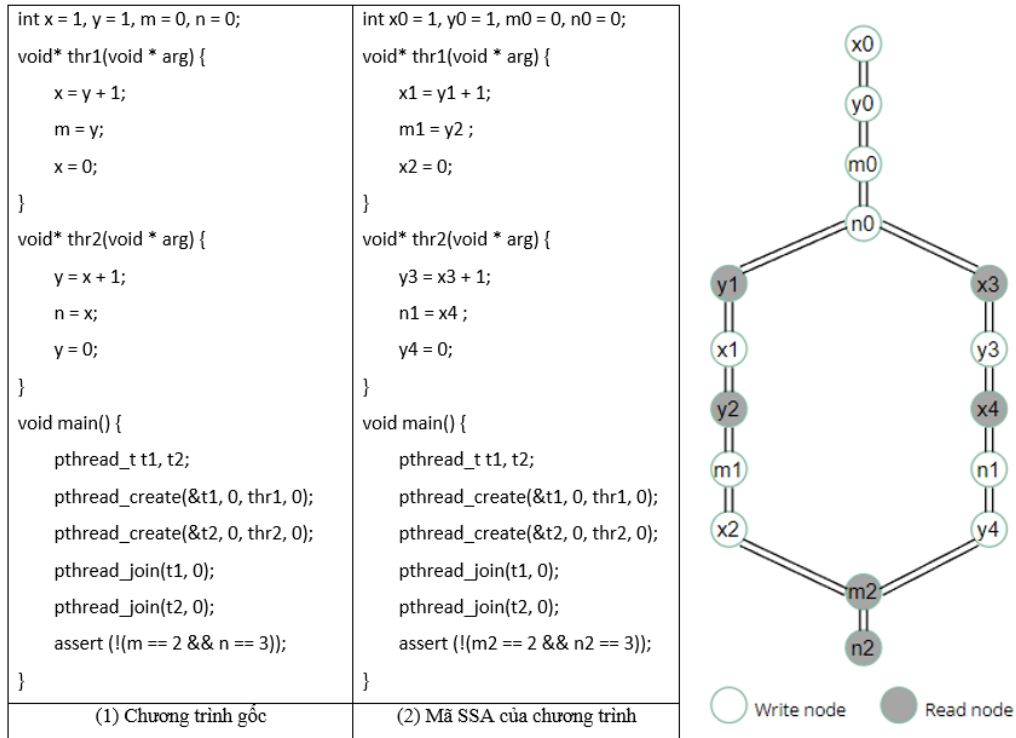 int x = 1, y = 1, m = 0, n = 0;
void* thr1(void * arg) {
x = y + 1;
m = y;
x = 0;
}
void* thr2(void * arg) {
y = x + 1;
n = x;
y = 0;
}
void main() {
pthread_t t1, t2;
pthread_create(&t1, 0, thr1, 0);
pthread_create(&t2, 0, thr2, 0);
pthread_join(t1, 0);
pthread_join(t2, 0);
assert (!(m == 2 && n == 3));
}
(1) Chương trình gốc
int x0 = 1, y0 = 1, m0 = 0, n0 = 0;
void* thr1(void * arg) {
x1 = y1 + 1;
m1 = y2 ;
x2 = 0;
}
void* thr2(void * arg) {
y3 = x3 + 1;
n1 = x4 ;
y4 = 0;
}
void main() {
pthread_t t1, t2;
pthread_create(&t1, 0, thr1, 0);
pthread_create(&t2, 0, thr2, 0);
pthread_join(t1, 0);
pthread_join(t2, 0);
assert (!(m2 == 2 && n2 == 3));
}
(2) Mã SSA của chương trình
x0
y0
m0
n0
y1 x3
x1 y3
y2 x4
m1 n1
x2 y4
m2
n2
Write node Read node